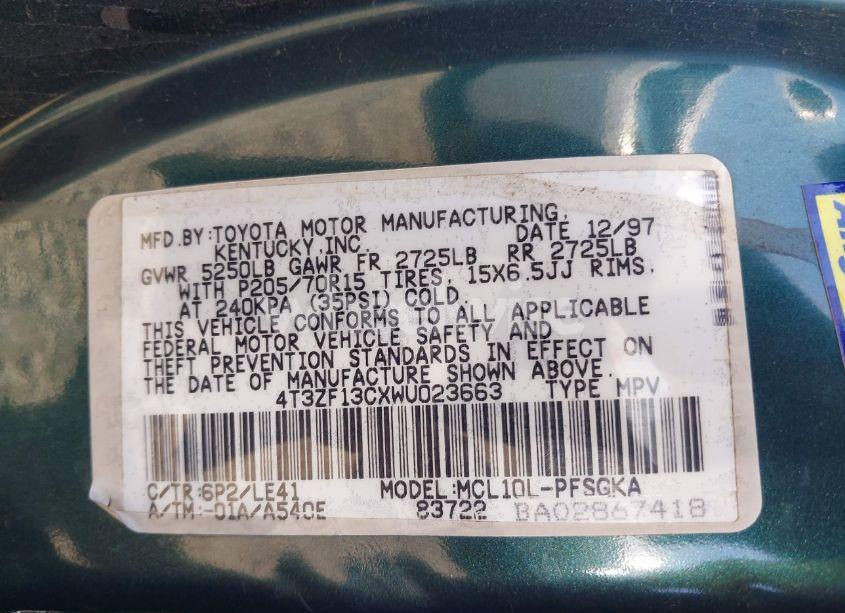 MFD.BY:TOYOTA MOTOR MANUFACTURING,
KENTUCKY,INC. DATE 12/97
GVWR 5250LB GAWR FR 2725LB RR 2725LB
WITH P205/70R15 TIRES, 15X6.5JJ RIMS,
AT 240KPA (35PSI) COLD.
THIS VEHICLE CONFORMS TO ALL APPLICABLE
FEDERAL MOTOR VEHICLE SAFETY AND
THEFT PREVENTION STANDARDS IN EFFECT ON
THE DATE OF MANUFACTURE SHOWN ABOVE.
4T3ZF13CXWU023663 TYPE MPV
C/TR:6P2/LE41 MODEL:MCL10L-PFSGKA
A/TM:-01A/A540E 83722 BA02867418